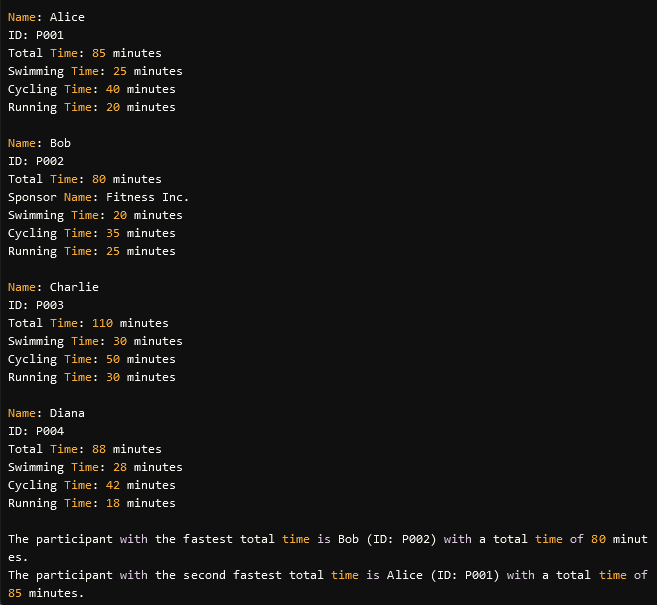 Name: Alice
ID: P001
Total Time: 85 minutes
Swimming Time: 25 minutes
Cycling Time: 40 minutes
Running Time: 20 minutes

Name: Bob
ID: P002
Total Time: 80 minutes
Sponsor Name: Fitness Inc.
Swimming Time: 20 minutes
Cycling Time: 35 minutes
Running Time: 25 minutes

Name: Charlie
ID: P003
Total Time: 110 minutes
Swimming Time: 30 minutes
Cycling Time: 50 minutes
Running Time: 30 minutes

Name: Diana
ID: P004
Total Time: 88 minutes
Swimming Time: 28 minutes
Cycling Time: 42 minutes
Running Time: 18 minutes

The participant with the fastest total time is Bob (ID: P002) with a total time of 80 minut
es.
The participant with the second fastest total time is Alice (ID: P001) with a total time of
85 minutes.